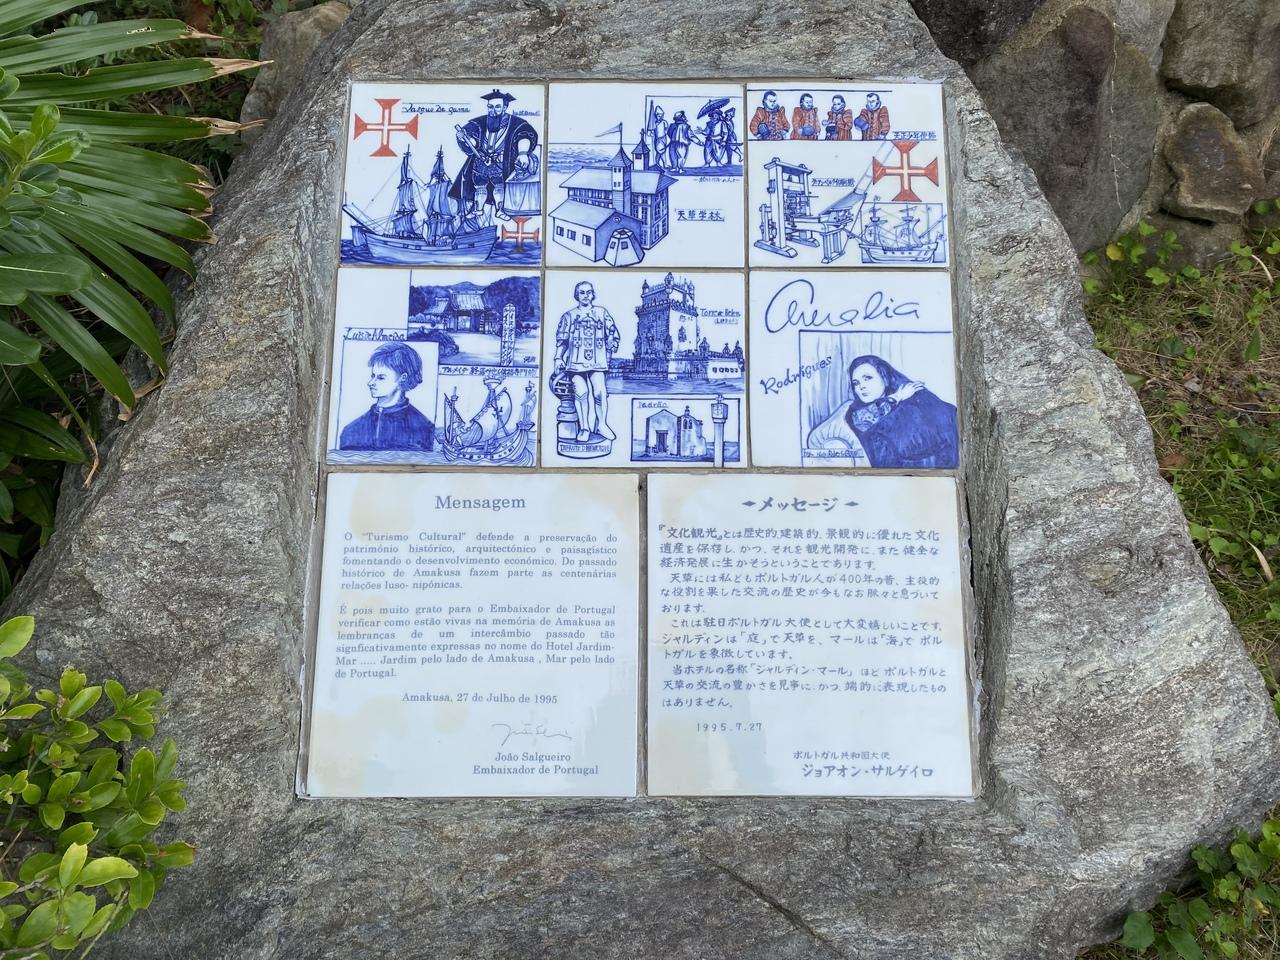 Vasquo De gama
天草学林
天正少年使節
Luis Almeida
Torre de Belem
(LISBOA)
INFANTE D. HENRIQUE
Padrão
Amalia
Rodrigues
Mensagem
O "Turismo Cultural" defende a preservação do
património histórico, arquitectónico e paisagístico
fomentando o desenvolvimento económico. Do passado
histórico de Amakusa fazem parte as centenárias
relações luso- nipónicas.
É pois muito grato para o Embaixador de Portugal
verificar como estão vivas na memória de Amakusa as
lembranças de um intercâmbio passado tão
signficativamente expressas no nome do Hotel Jardim-
Mar ..... Jardim pelo lado de Amakusa , Mar pelo lado
de Portugal.
Amakusa, 27 de Julho de 1995
João Salgueiro
Embaixador de Portugal
メッセージ
『文化観光』とは歴史的、建築的、景観的に優れた文化
遺産を保存し、かつ、それを観光開発に、また健全な
経済発展に生かそうということであります。
天草には私どもポルトガル人が400年の昔、主役的
な役割を果した交流の歴史が今もなお脈々と息づいて
おります。
これは駐日ポルトガル大使として大変嬉しいことです。
ジャルディンは「庭」で天草を、マールは「海」で ポル
トガルを象徴しています。
当ホテルの名称「ジャルディン・マール」ほど ポルトガルと
天草の交流の豊かさを見事に、かつ、端的に表現したもの
はありません。
1995.7.27
ポルトガル共和国大使
ジョアオン・サルゲイロ